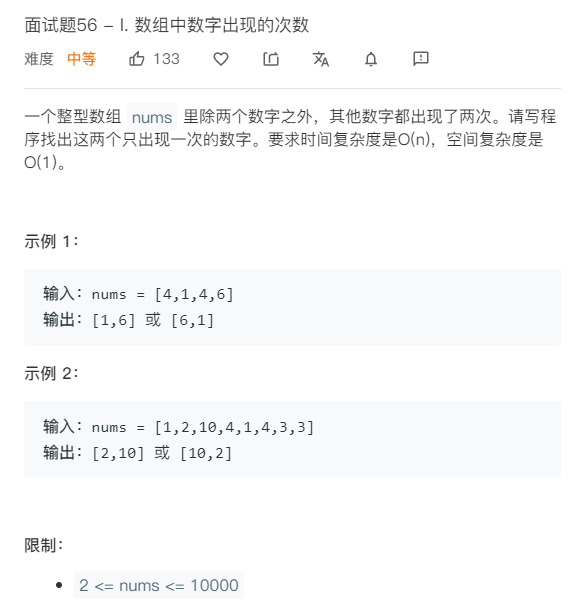 面试题56 - I. 数组中数字出现的次数
难度 中等 133
一个整型数组 nums 里除两个数字之外，其他数字都出现了两次。请写程
序找出这两个只出现一次的数字。要求时间复杂度是O(n)，空间复杂度是
O(1)。
示例 1：
输入：nums = [4,1,4,6]
输出：[1,6] 或 [6,1]
示例 2：
输入：nums = [1,2,10,4,1,4,3,3]
输出：[2,10] 或 [10,2]
限制：
2 <= nums <= 10000